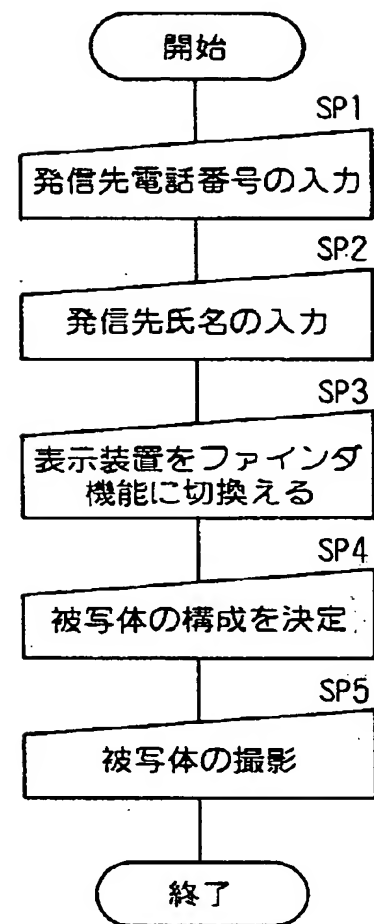 開始
SP1
発信先電話番号の入力
SP2
発信先氏名の入力
SP3
表示装置をファインダ
機能に切換える
SP4
被写体の構成を決定
SP5
被写体の撮影
終了